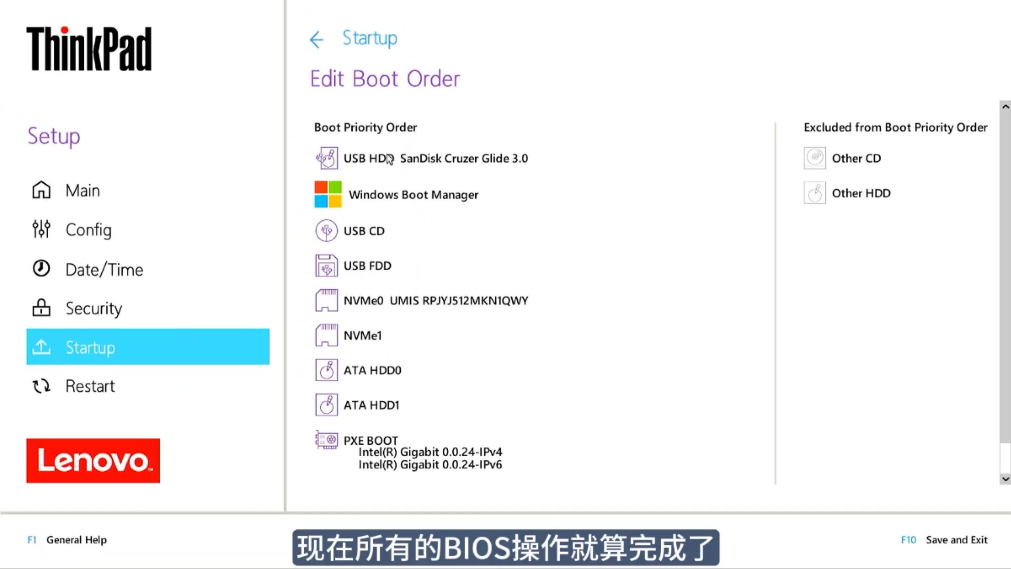 ThinkPad
Setup
Main
Config
Date/Time
Security
Startup
Restart
Lenovo™
Startup
Edit Boot Order
Boot Priority Order
USB HDD SanDisk Cruzer Glide 3.0
Windows Boot Manager
USB CD
USB FDD
NVMe0 UMIS RPJYJ512MKN1QWY
NVMe1
ATA HDD0
ATA HDD1
PXE BOOT
Intel(R) Gigabit 0.0.24-IPv4
Intel(R) Gigabit 0.0.24-IPv6
Excluded from Boot Priority Order
Other CD
Other HDD
F1 General Help
F10 Save and Exit
现在所有的BIOS操作就算完成了